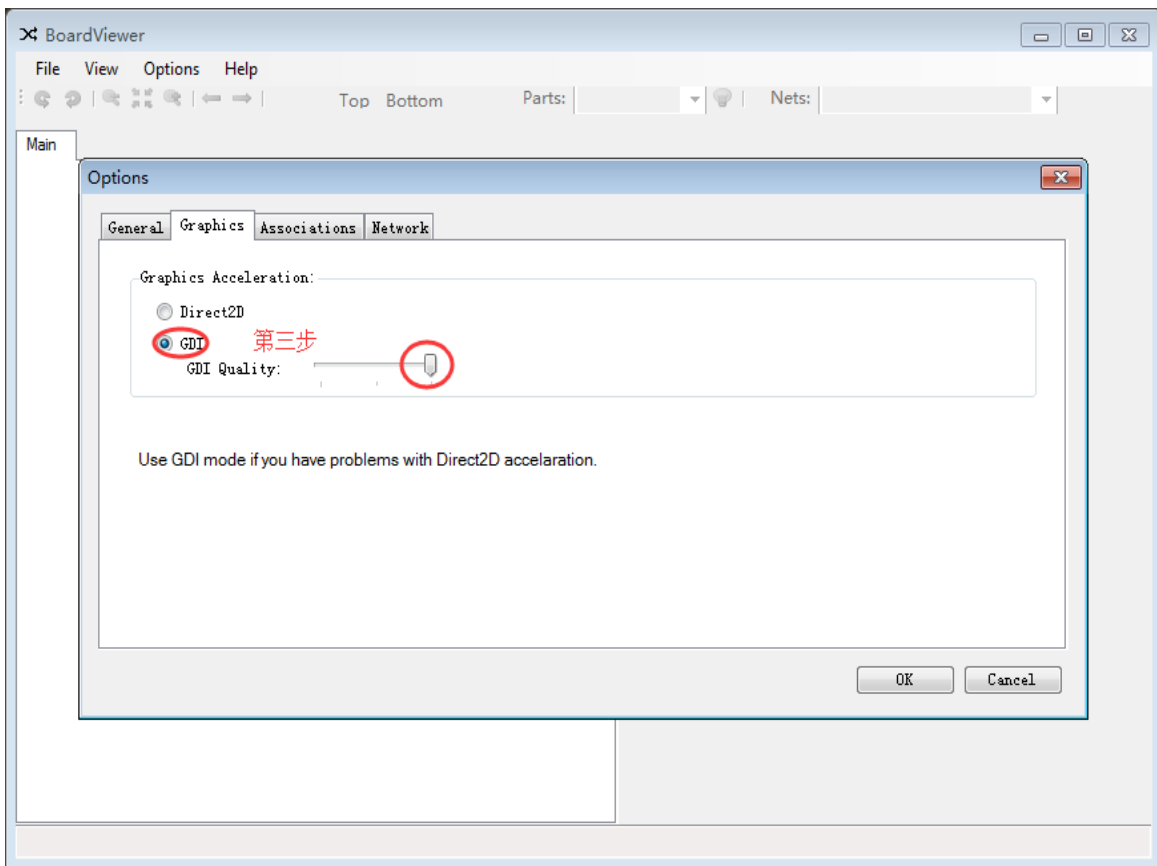 BoardViewer
File View Options Help
Top Bottom Parts: Nets:
Main
Options
General Graphics Associations Network
Graphics Acceleration:
Direct2D
GDI 第三步
GDI Quality:
Use GDI mode if you have problems with Direct2D accelaration.
OK Cancel